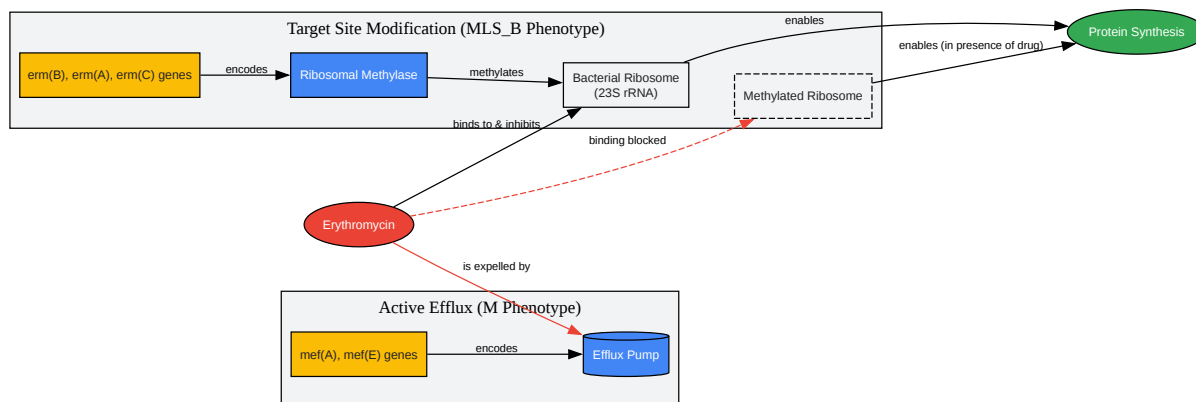 Target Site Modification (MLS_B Phenotype)
enables
Protein Synthesis
enables (in presence of drug)
erm(B), erm(A), erm(C) genes
encodes
Ribosomal Methylase
methylates
Bacterial Ribosome
(23S rRNA)
Methylated Ribosome
binds to & inhibits
binding blocked
Erythromycin
is expelled by
Active Efflux (M Phenotype)
mef(A), mef(E) genes
encodes
Efflux Pump